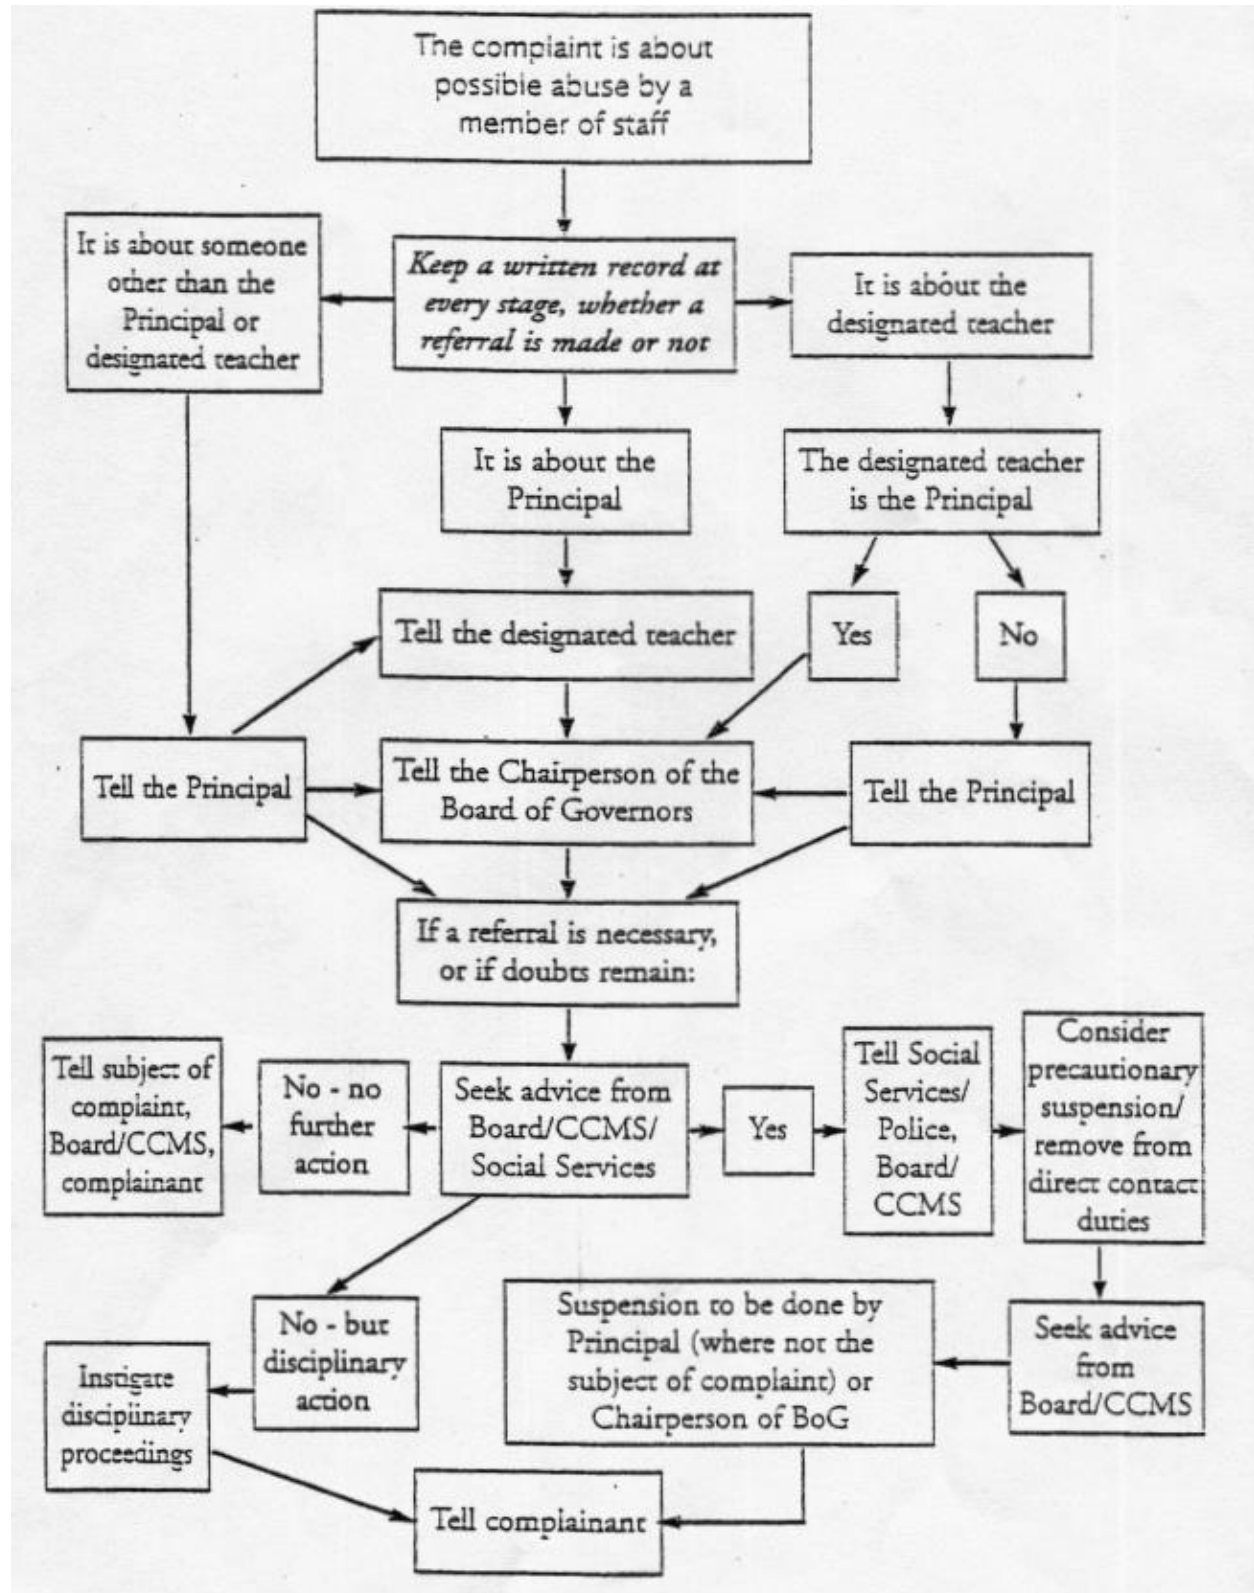 The complaint is about
possible abuse by a
member of staff
It is about someone
other than the
Principal or
designated teacher
Keep a written record at
every stage, whether a
referral is made or not
It is about the
designated teacher
It is about the
Principal
The designated teacher
is the Principal
Tell the designated teacher
Yes
No
Tell the Principal
Tell the Chairperson of the
Board of Governors
Tell the Principal
If a referral is necessary,
or if doubts remain:
Tell subject of
complaint,
Board/CCMS,
complainant
No - no
further
action
Seek advice from
Board/CCMS/
Social Services
Yes
Tell Social
Services/
Police,
Board/
CCMS
Consider
precautionary
suspension/
remove from
direct contact
duties
Instigate
disciplinary
proceedings
No - but
disciplinary
action
Suspension to be done by
Principal (where not the
subject of complaint) or
Chairperson of BoG
Seek advice
from
Board/CCMS
Tell complainant